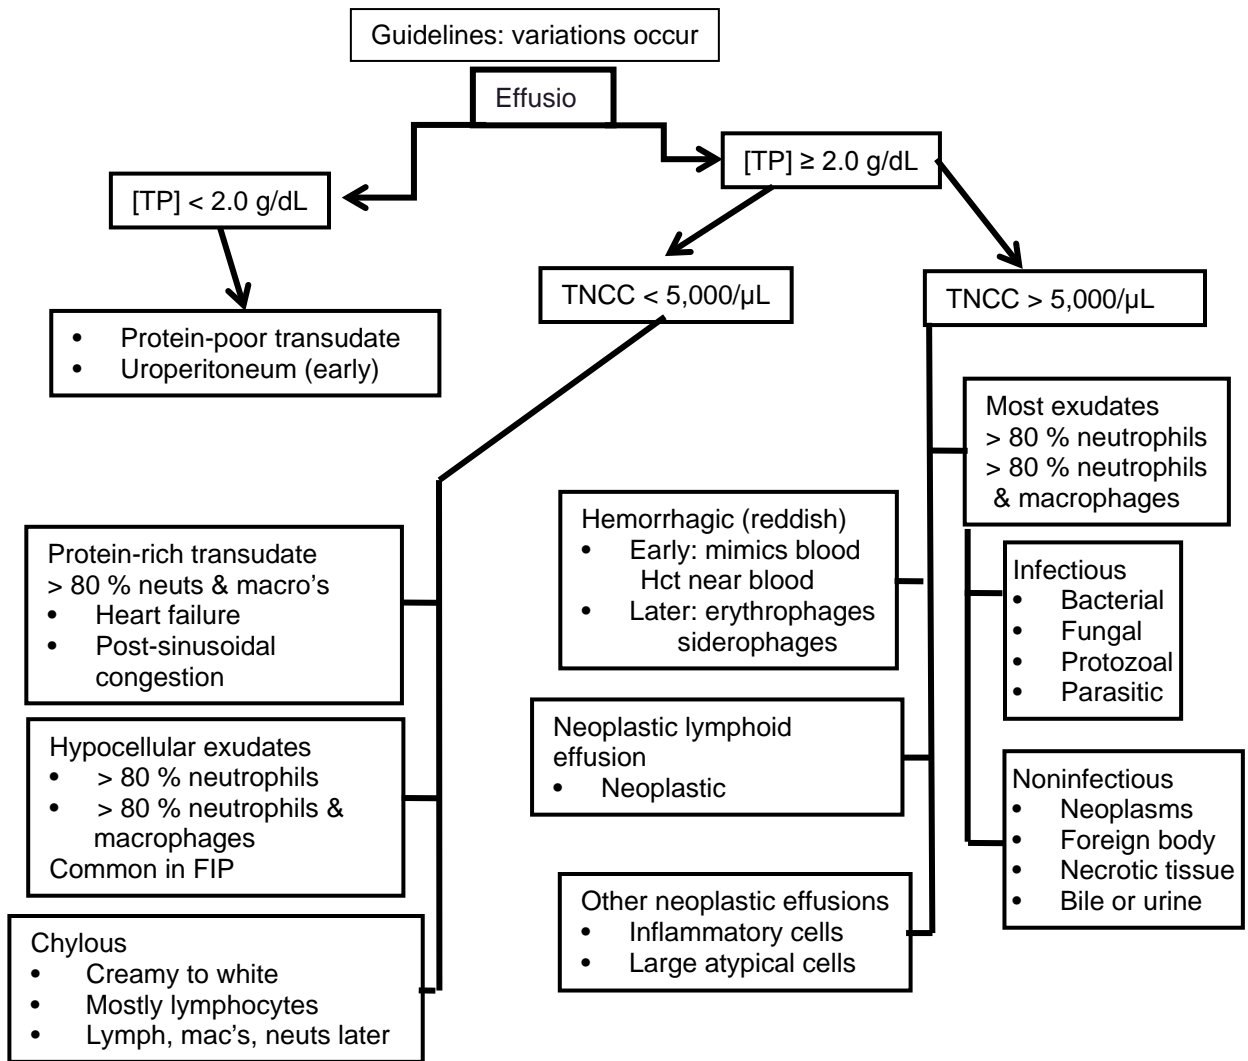 Guidelines: variations occur
Effusio
[TP] ≥ 2.0 g/dL
[TP] < 2.0 g/dL
TNCC < 5,000/µL
TNCC > 5,000/µL
• Protein-poor transudate
• Uroperitoneum (early)
Most exudates
> 80 % neutrophils
> 80 % neutrophils
& macrophages
Hemorrhagic (reddish)
• Early: mimics blood
Hct near blood
• Later: erythrophages
siderophages
Protein-rich transudate
> 80 % neuts & macro's
• Heart failure
• Post-sinusoidal
congestion
Infectious
• Bacterial
• Fungal
• Protozoal
• Parasitic
Neoplastic lymphoid
effusion
• Neoplastic
Hypocellular exudates
• > 80 % neutrophils
• > 80 % neutrophils &
macrophages
Common in FIP
Noninfectious
• Neoplasms
• Foreign body
• Necrotic tissue
• Bile or urine
Other neoplastic effusions
• Inflammatory cells
• Large atypical cells
Chylous
• Creamy to white
• Mostly lymphocytes
• Lymph, mac's, neuts later